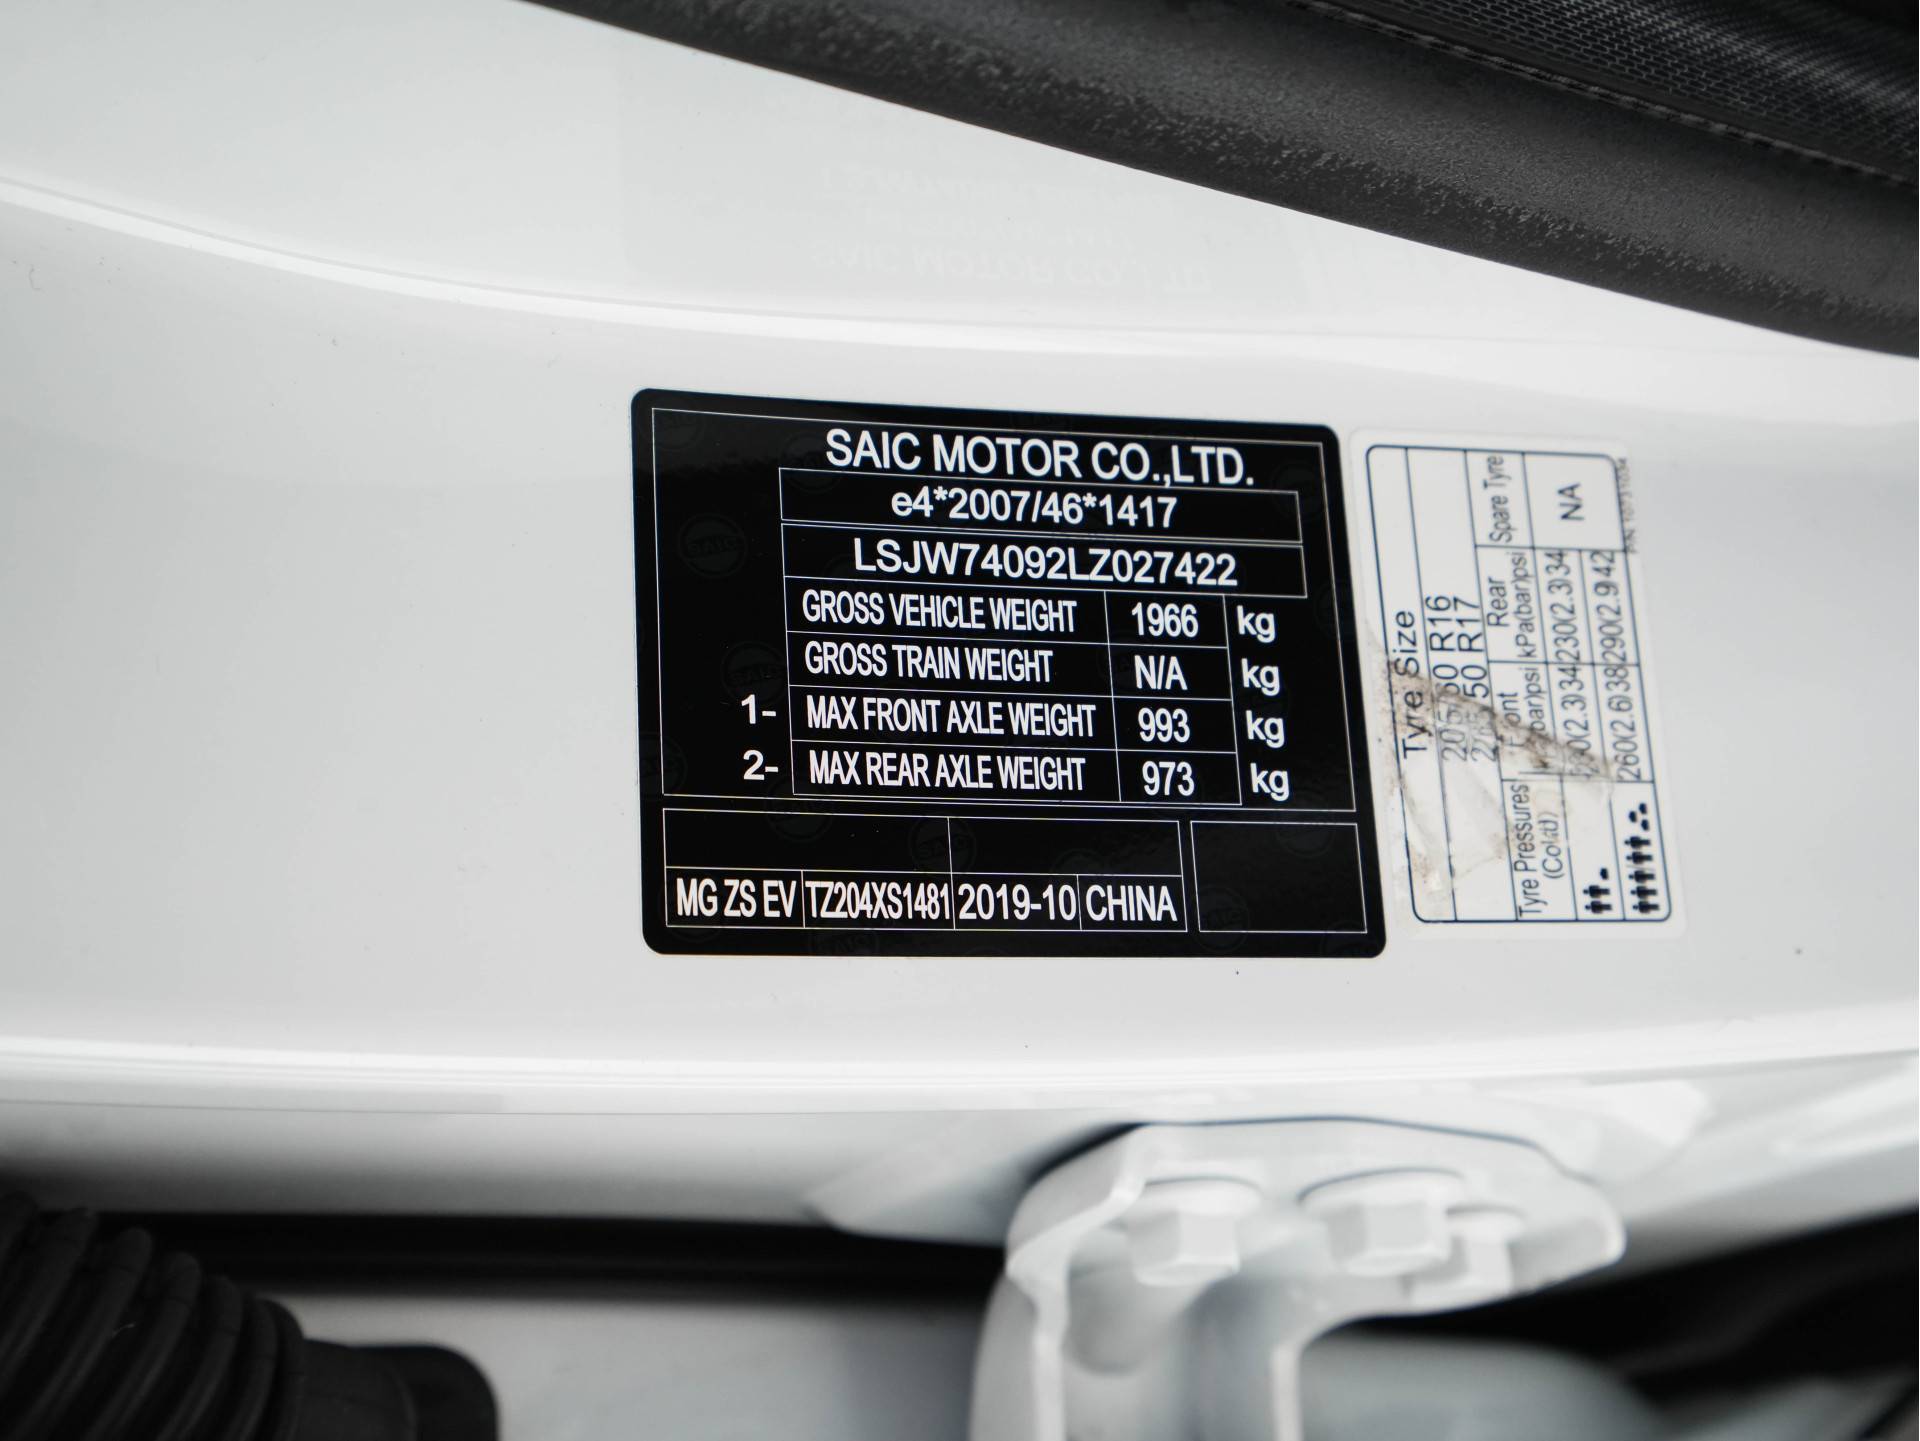 SAIC MOTOR CO.,LTD.
e4*2007/46*1417
LSJW74092LZ027422
GROSS VEHICLE WEIGHT 1966 kg
GROSS TRAIN WEIGHT N/A kg
1- MAX FRONT AXLE WEIGHT 993 kg
2- MAX REAR AXLE WEIGHT 973 kg
MG ZS EV TZ204XS1481 2019-10 CHINA
Tyre Size
R16
50 R17
Tyre Pressures (Cold) Rear Spare Tyre
kPa(bar)psi
230(2.3)34 NA
260(2.6)38 290(2.9)42